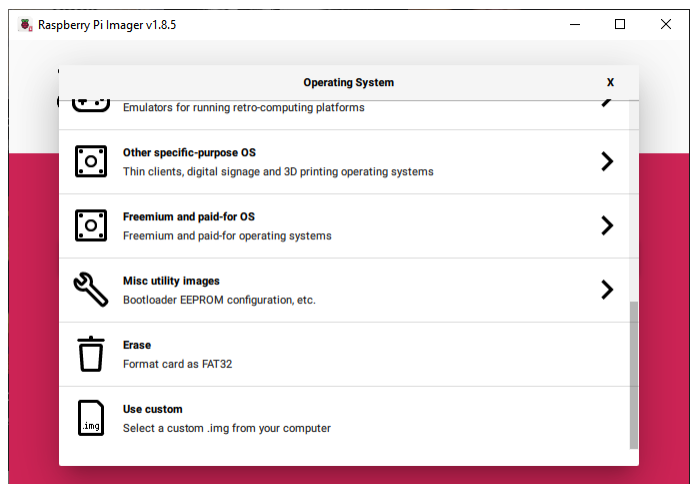 Raspberry Pi Imager v1.8.5
Operating System
X
Emulators for running retro-computing platforms
Other specific-purpose OS
Thin clients, digital signage and 3D printing operating systems
Freemium and paid-for OS
Freemium and paid-for operating systems
Misc utility images
Bootloader EEPROM configuration, etc.
Erase
Format card as FAT32
Use custom
.img
Select a custom .img from your computer